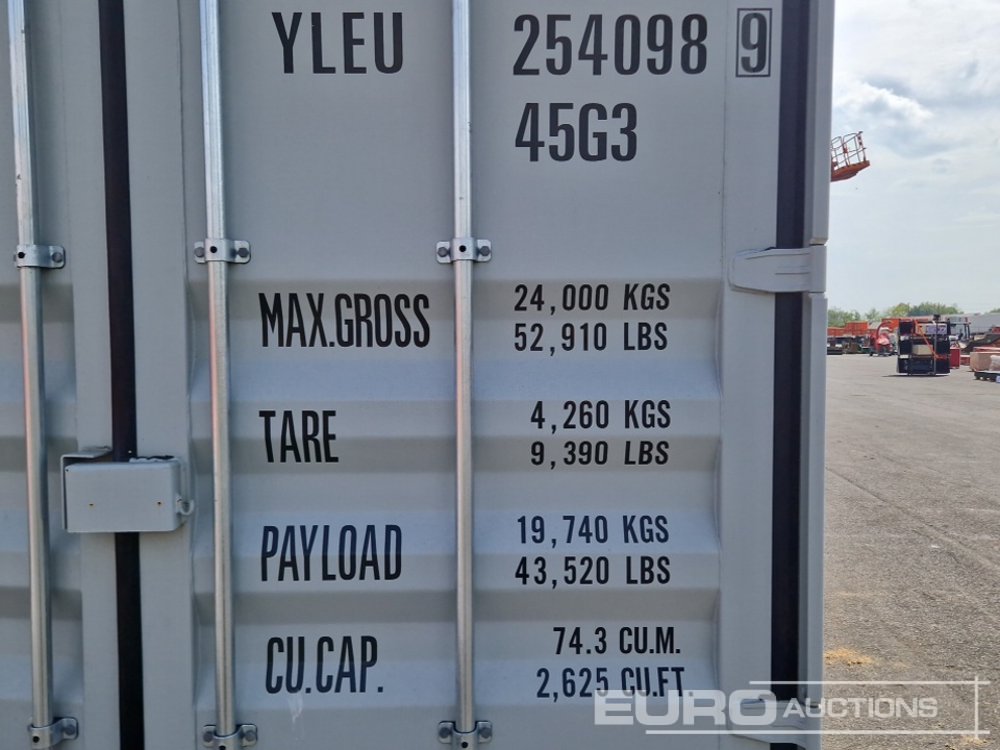 YLEU 254098 9
45G3
MAX.GROSS 24,000 KGS
52,910 LBS
TARE 4,260 KGS
9,390 LBS
PAYLOAD 19,740 KGS
43,520 LBS
CU.CAP. 74.3 CU.M.
2,625 CU.FT.
EURO AUCTIONS